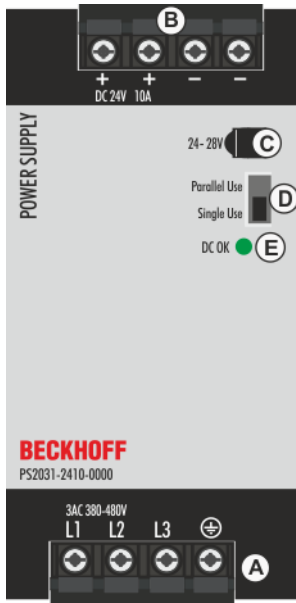 B
+ + − −
DC 24V 10A
POWER SUPPLY
24-28V C
Parallel Use
D
Single Use
DC OK E
BECKHOFF
PS2031-2410-0000
3AC 380-480V
L1 L2 L3
A